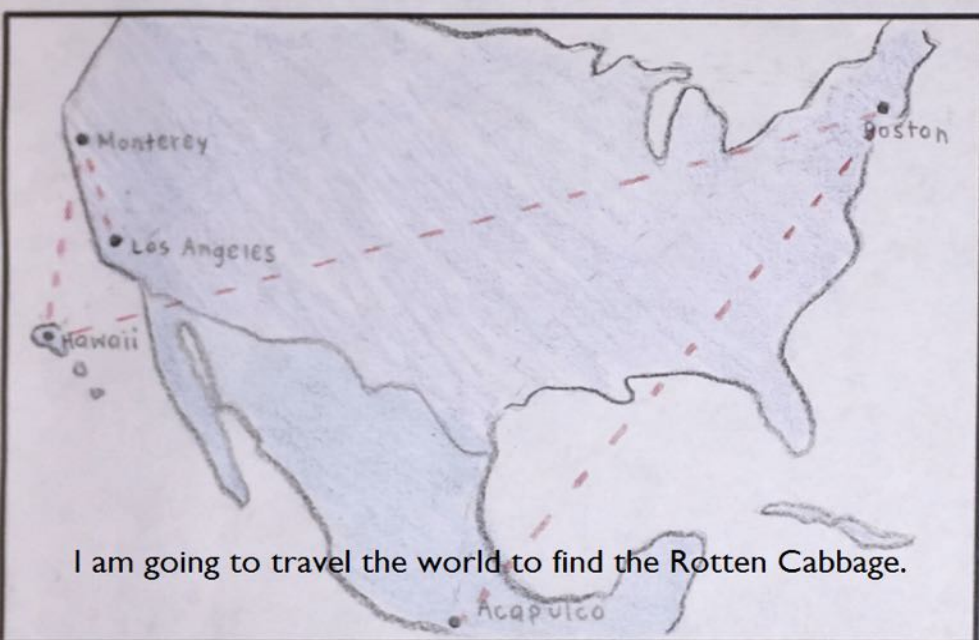 Monterey
Boston
Los Angeles
Hawaii
I am going to travel the world to find the Rotten Cabbage.
Acapulco